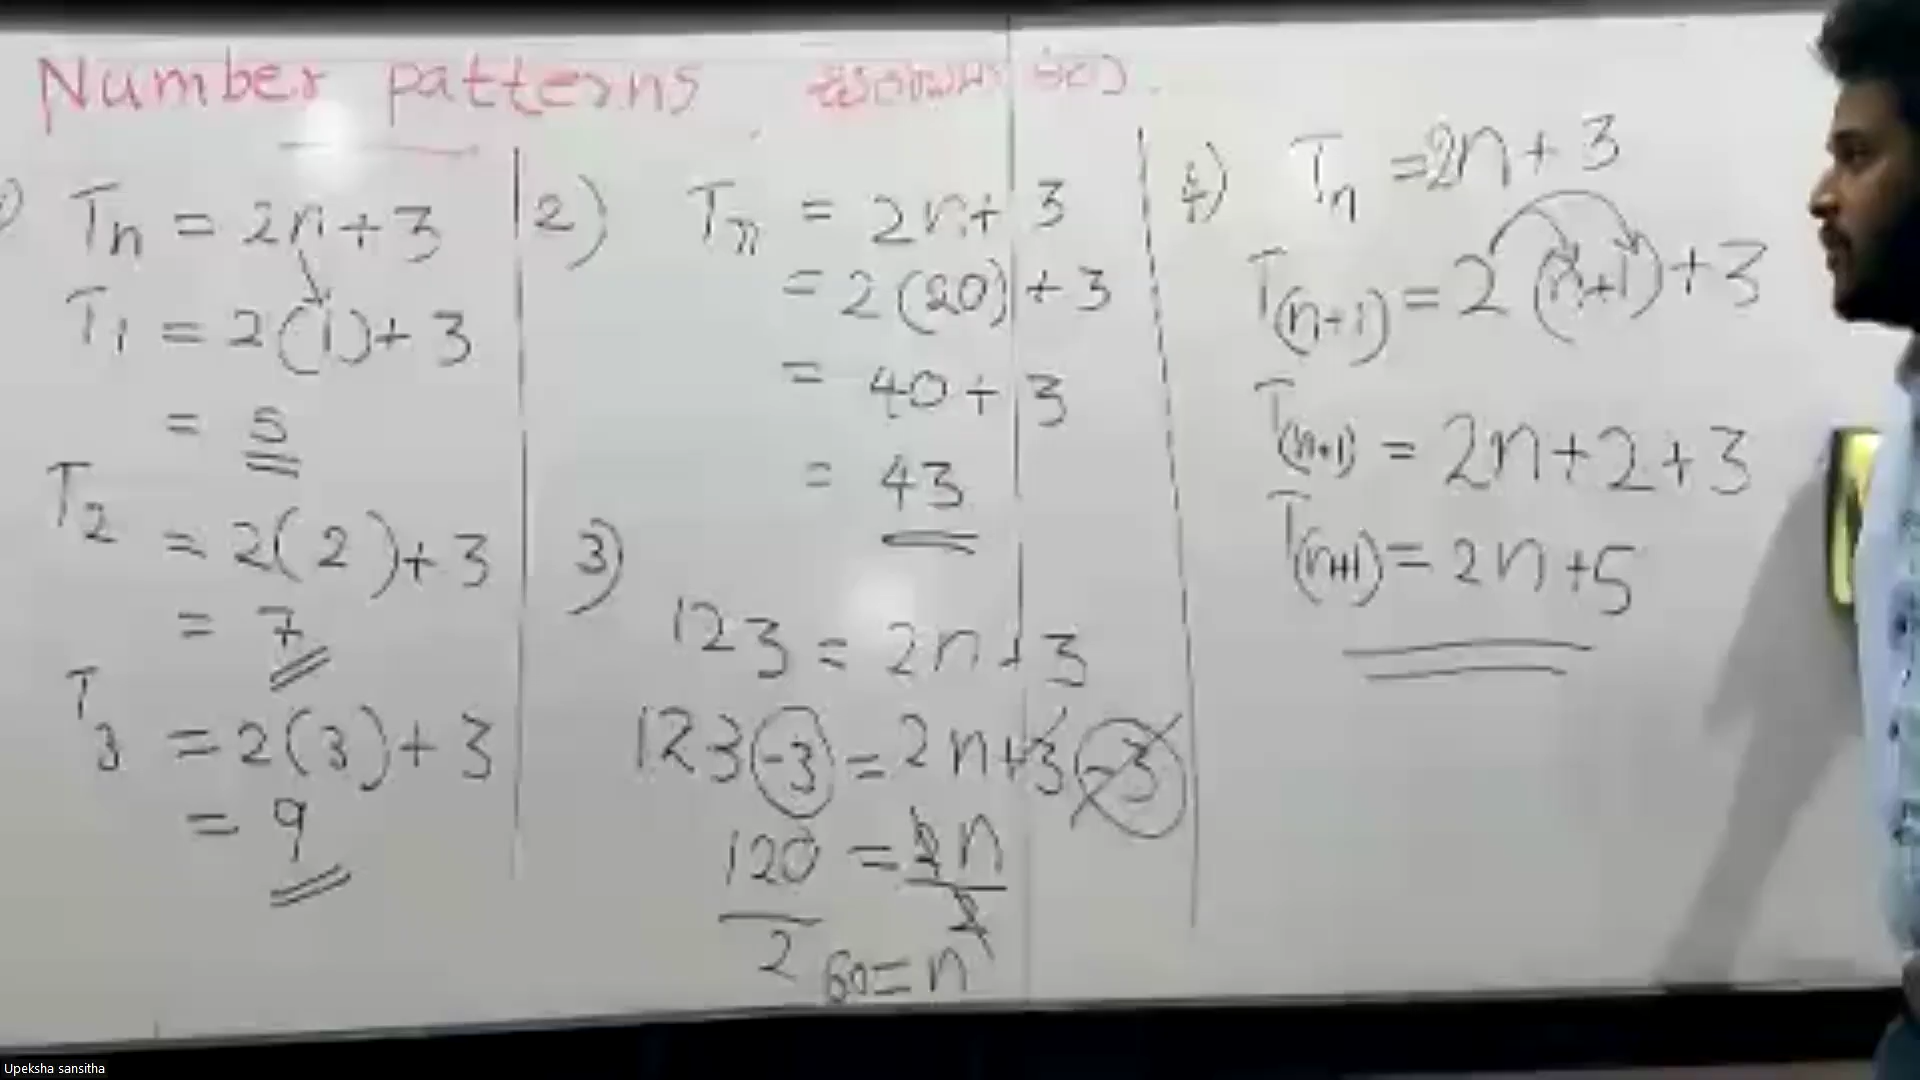 Number patterns සංඛ්‍යා රටා.
1) Tn = 2n + 3
T1 = 2(1) + 3
= 5
T2 = 2(2) + 3
= 7
T3 = 2(3) + 3
= 9
2) Tn = 2n + 3
= 2(20) + 3
= 40 + 3
= 43
3)
123 = 2n + 3
123 -3 = 2n + 3 -3
120/2 = 2n/2
60 = n
4) Tn = 2n + 3
T(n+1) = 2(n+1) + 3
T(n+1) = 2n + 2 + 3
T(n+1) = 2n + 5
Upeksha sansitha